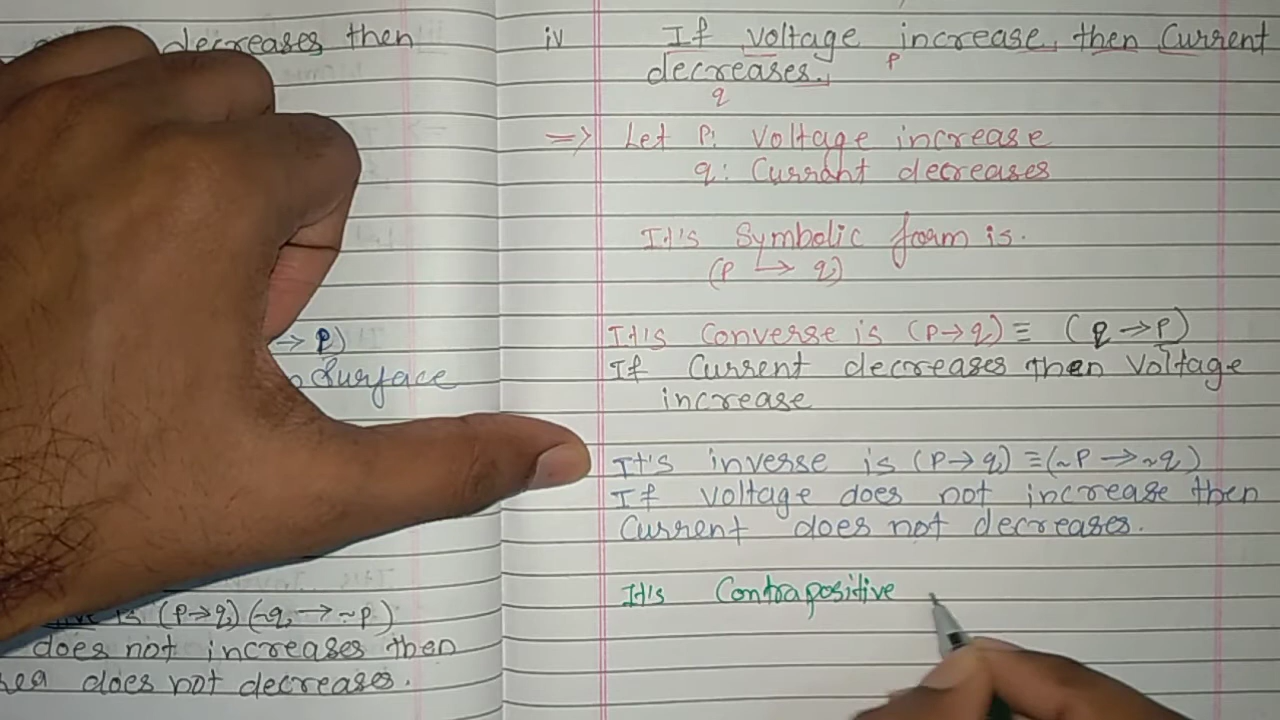 decreases then
→ p)
Surface
is (p→q) (~q → ~p)
does not increases then
does not decreases.
iv If voltage increase, then Current
p
decreases.
q
=> Let P: Voltage increase
q: Currant decreases
It's Symbolic form is.
(p → q)
It's Converse is (p→q) ≡ (q → p)
If Current decreases then Voltage
increase
It's inverse is (p→q) ≡ (~p → ~q)
If voltage does not increase then
Current does not decreases.
It's Contrapositive